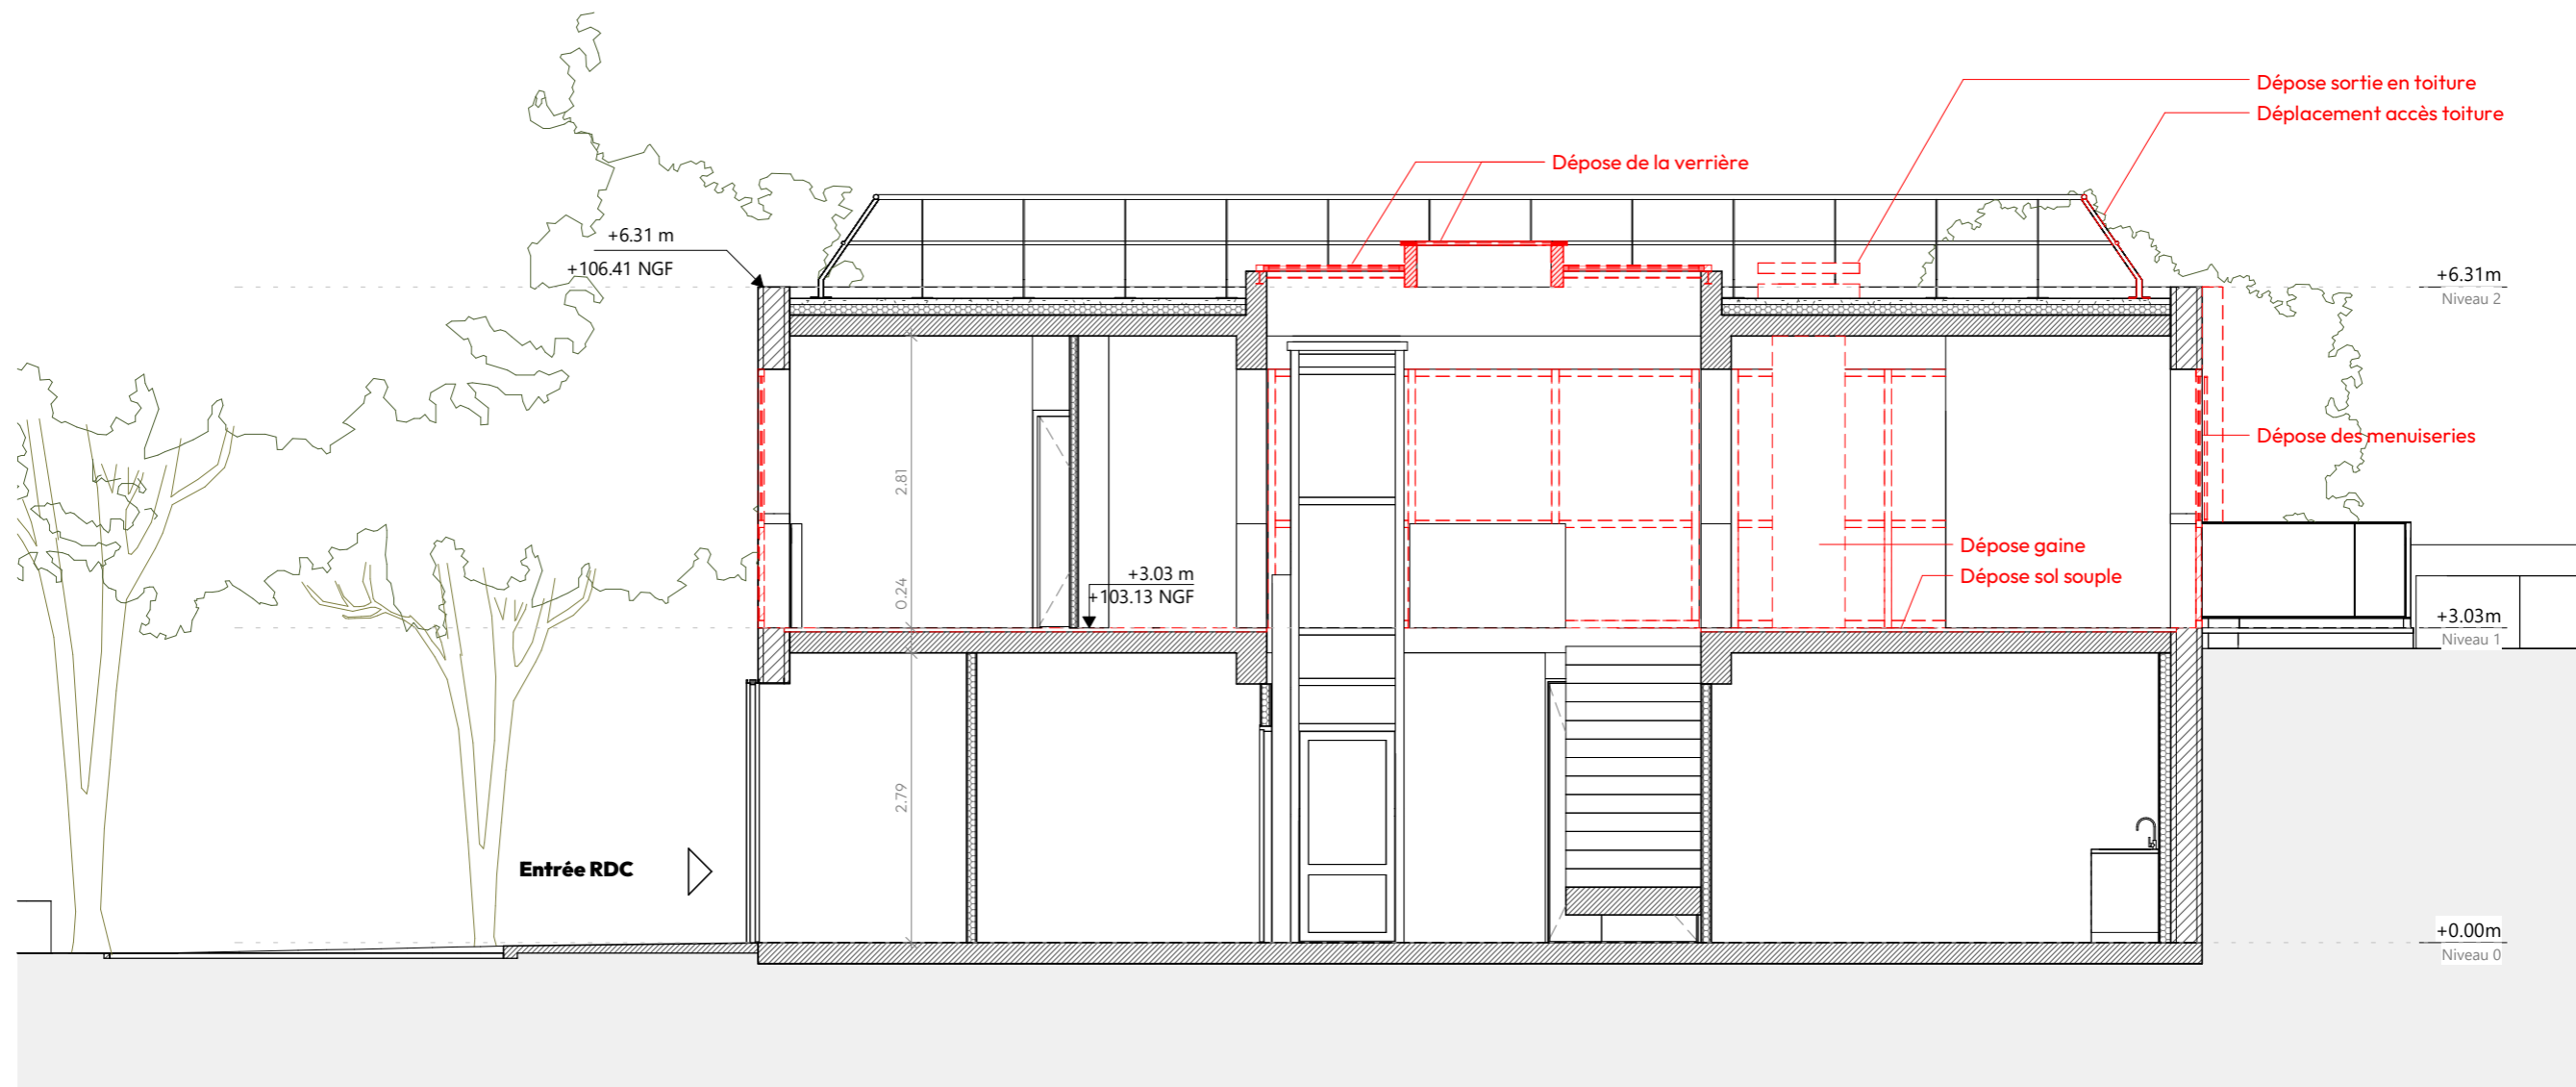 Dépose sortie en toiture
Déplacement accès toiture
Dépose de la verrière
+6.31 m
+106.41 NGF
+6.31m
Niveau 2
Dépose des menuiseries
2.81
Dépose gaine
Dépose sol souple
0.24
+3.03 m
+103.13 NGF
+3.03m
Niveau 1
2.79
Entrée RDC
+0.00m
Niveau 0